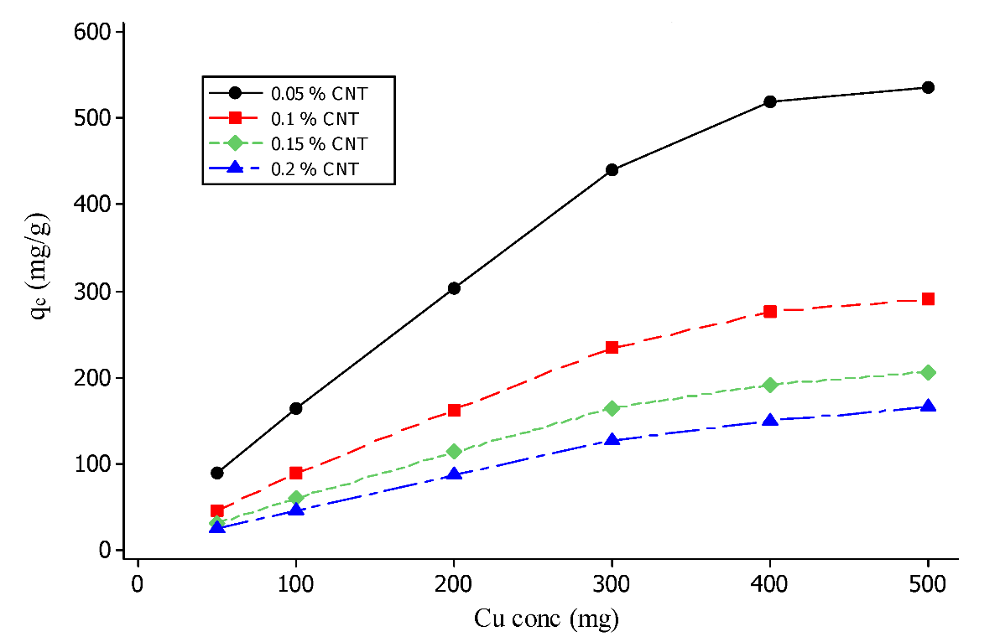 600
500
400
300
200
100
0
qe (mg/g)
0.05 % CNT
0.1 % CNT
0.15 % CNT
0.2 % CNT
0 100 200 300 400 500
Cu conc (mg)